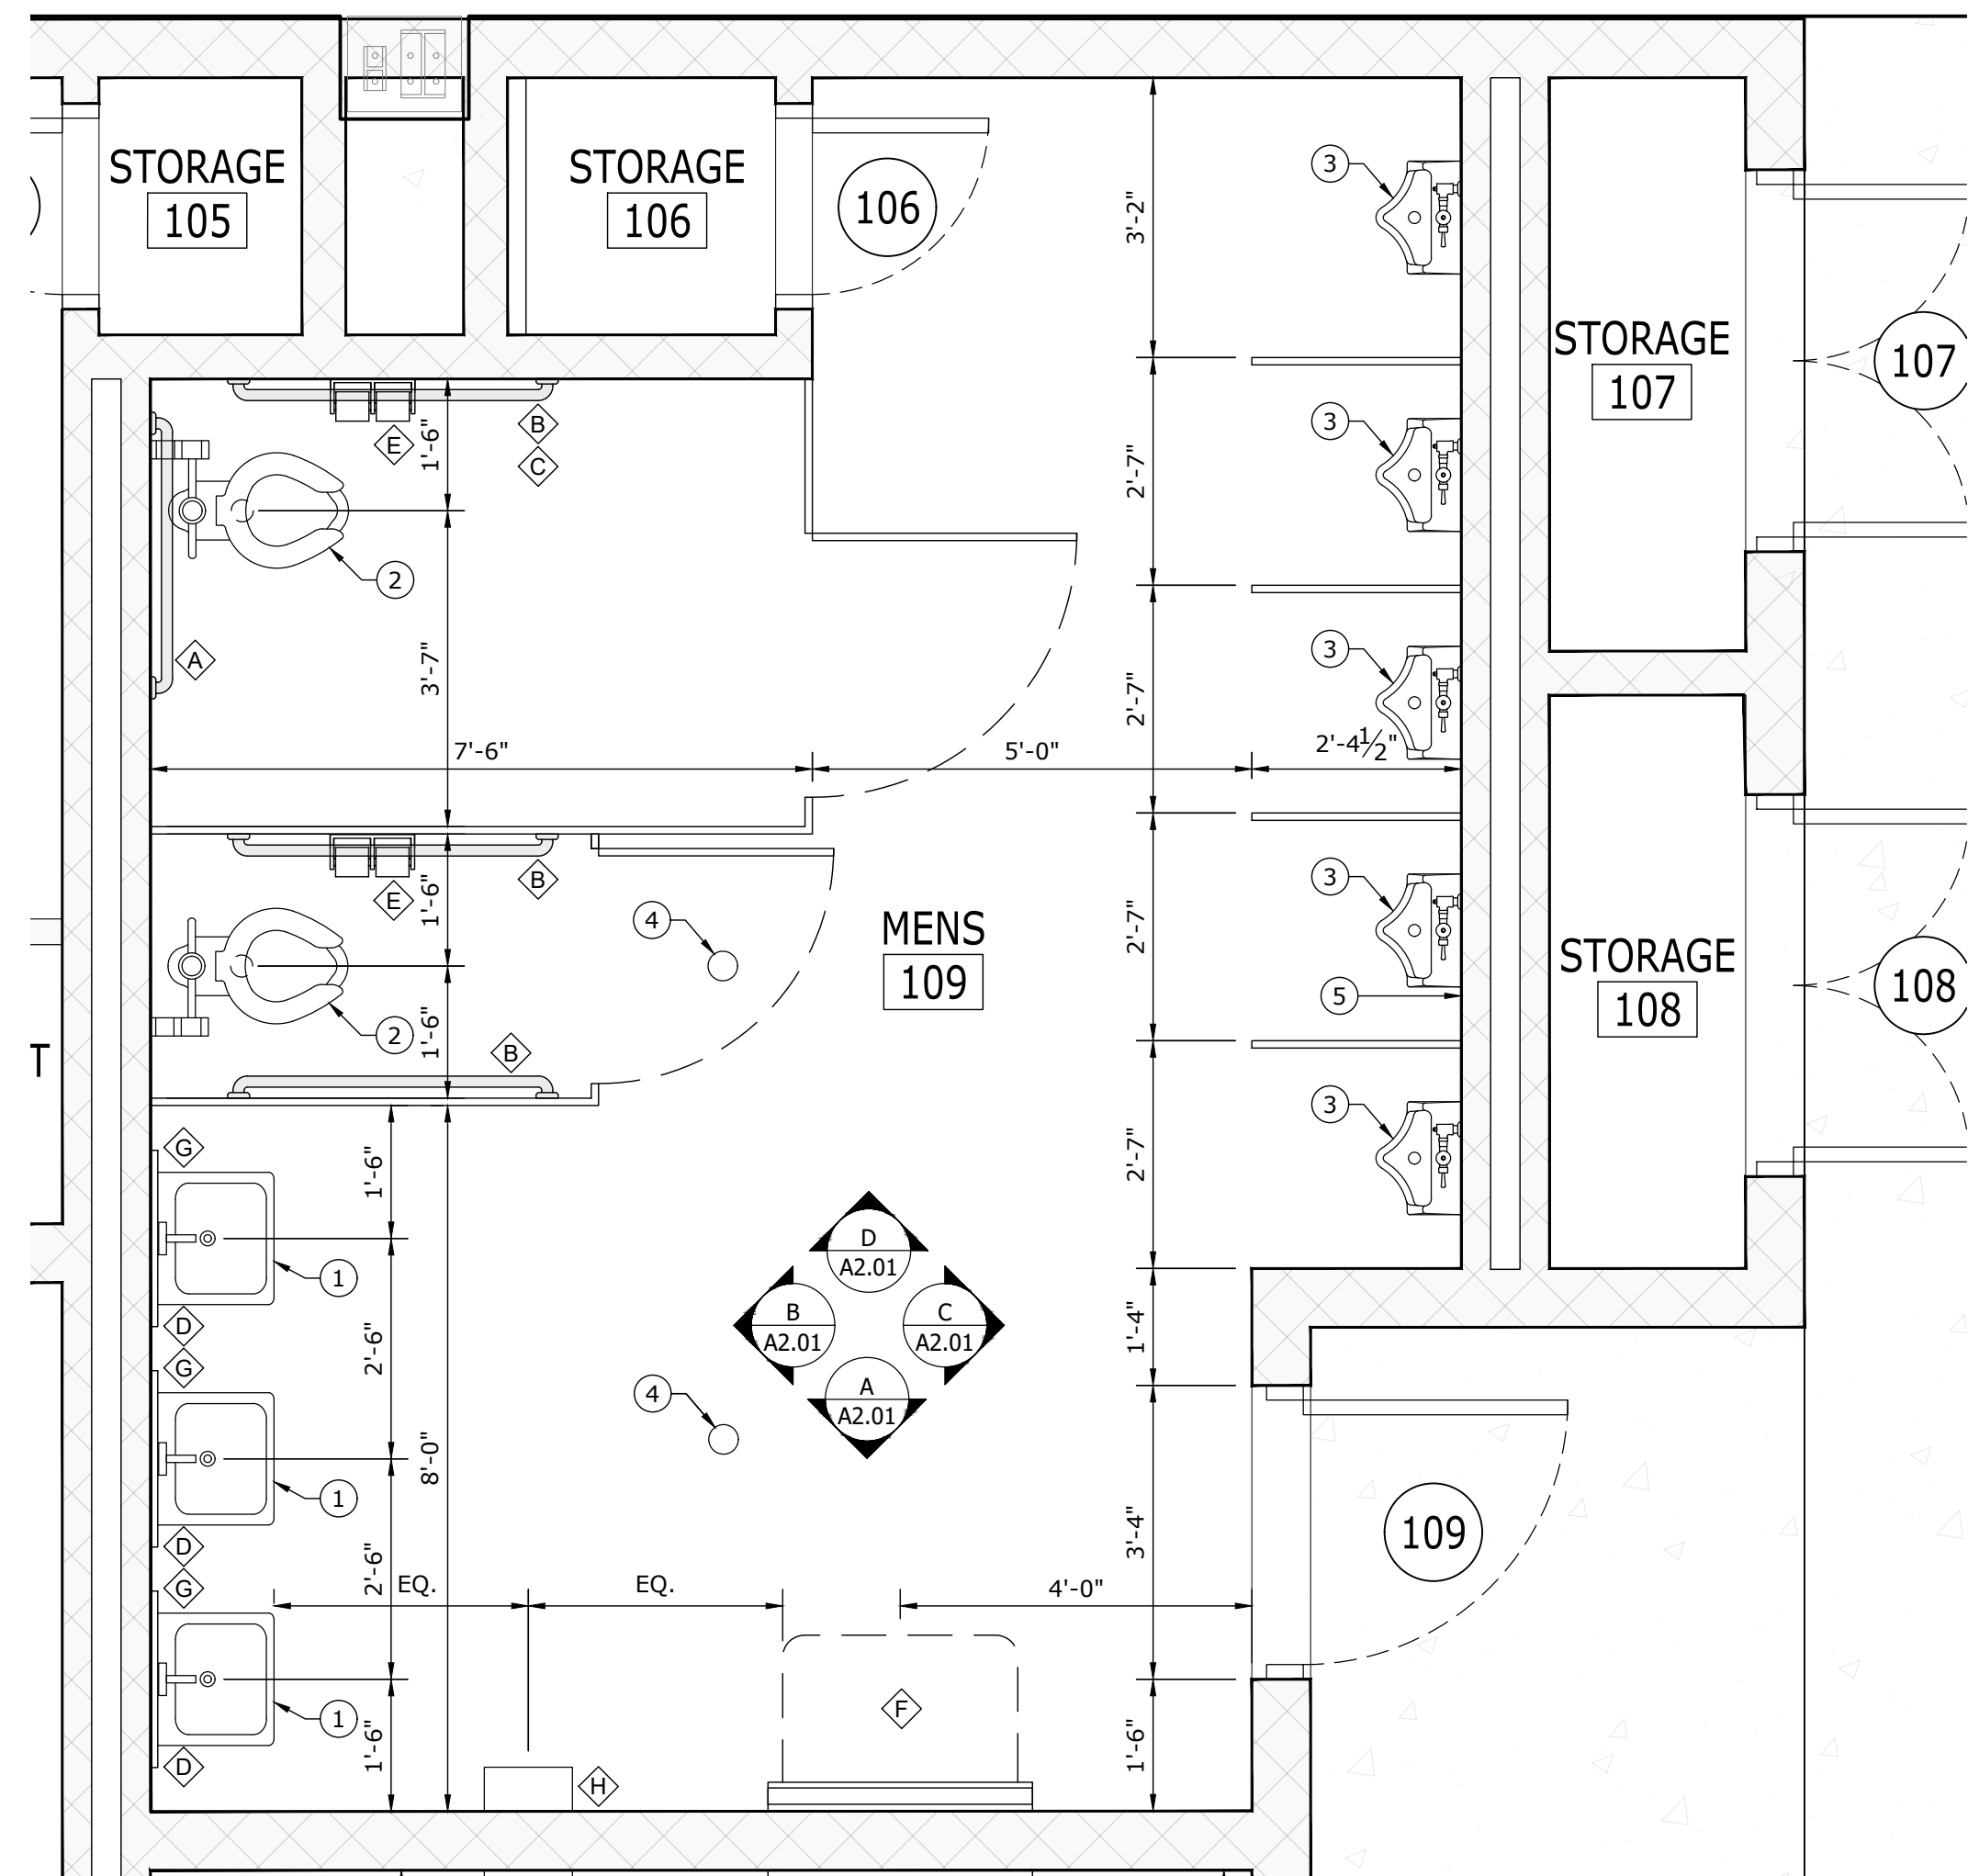 STORAGE
105
STORAGE
106
106
3
3'-2"
STORAGE
107
107
B
E
1'-6"
C
3
2'-7"
2
A
3'-7"
3
2'-7"
7'-6"
5'-0"
2'-4 1/2"
B
E
1'-6"
4
MENS
109
3
2'-7"
5
STORAGE
108
108
2
1'-6"
B
T
G
1'-6"
3
2'-7"
1
D
G
2'-6"
D
A2.01
B
A2.01
C
A2.01
A
A2.01
1'-4"
4
8'-0"
1
D
G
2'-6"
EQ.
EQ.
4'-0"
3'-4"
109
1
D
1'-6"
H
F
1'-6"